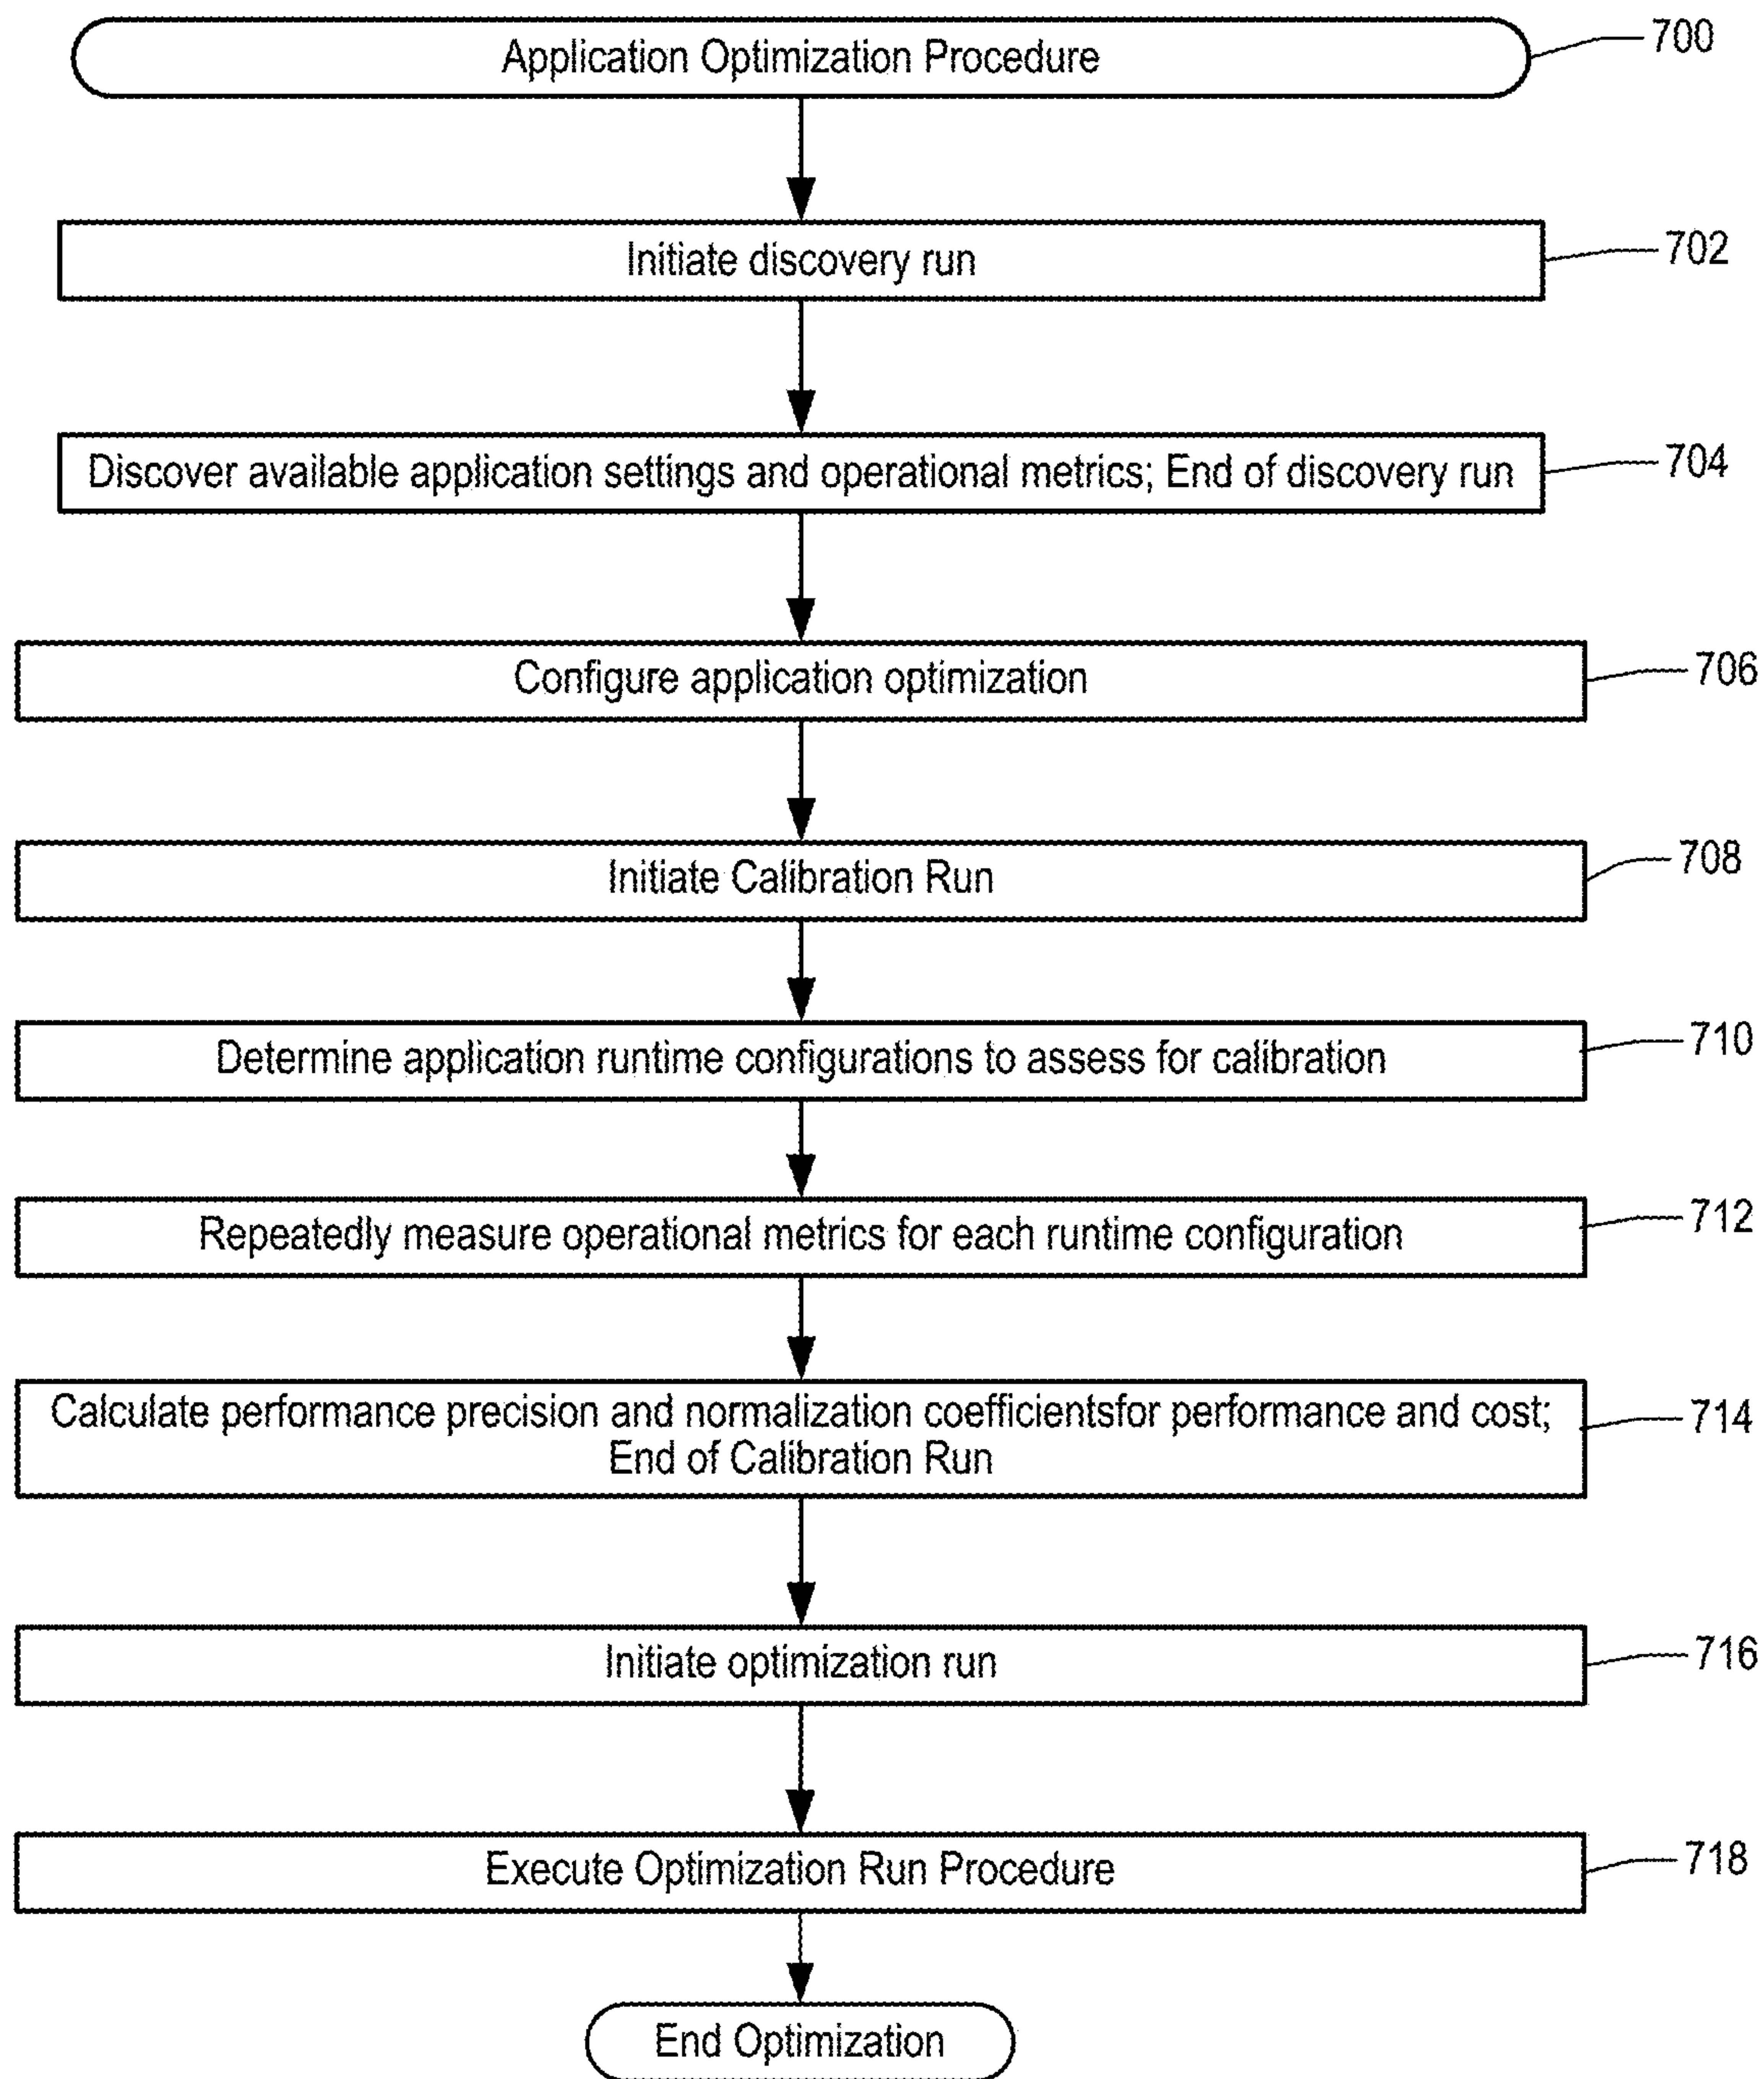 Application Optimization Procedure
700
Initiate discovery run
702
Discover available application settings and operational metrics; End of discovery run
704
Configure application optimization
706
Initiate Calibration Run
708
Determine application runtime configurations to assess for calibration
710
Repeatedly measure operational metrics for each runtime configuration
712
Calculate performance precision and normalization coefficientsfor performance and cost;
End of Calibration Run
714
Initiate optimization run
716
Execute Optimization Run Procedure
718
End Optimization